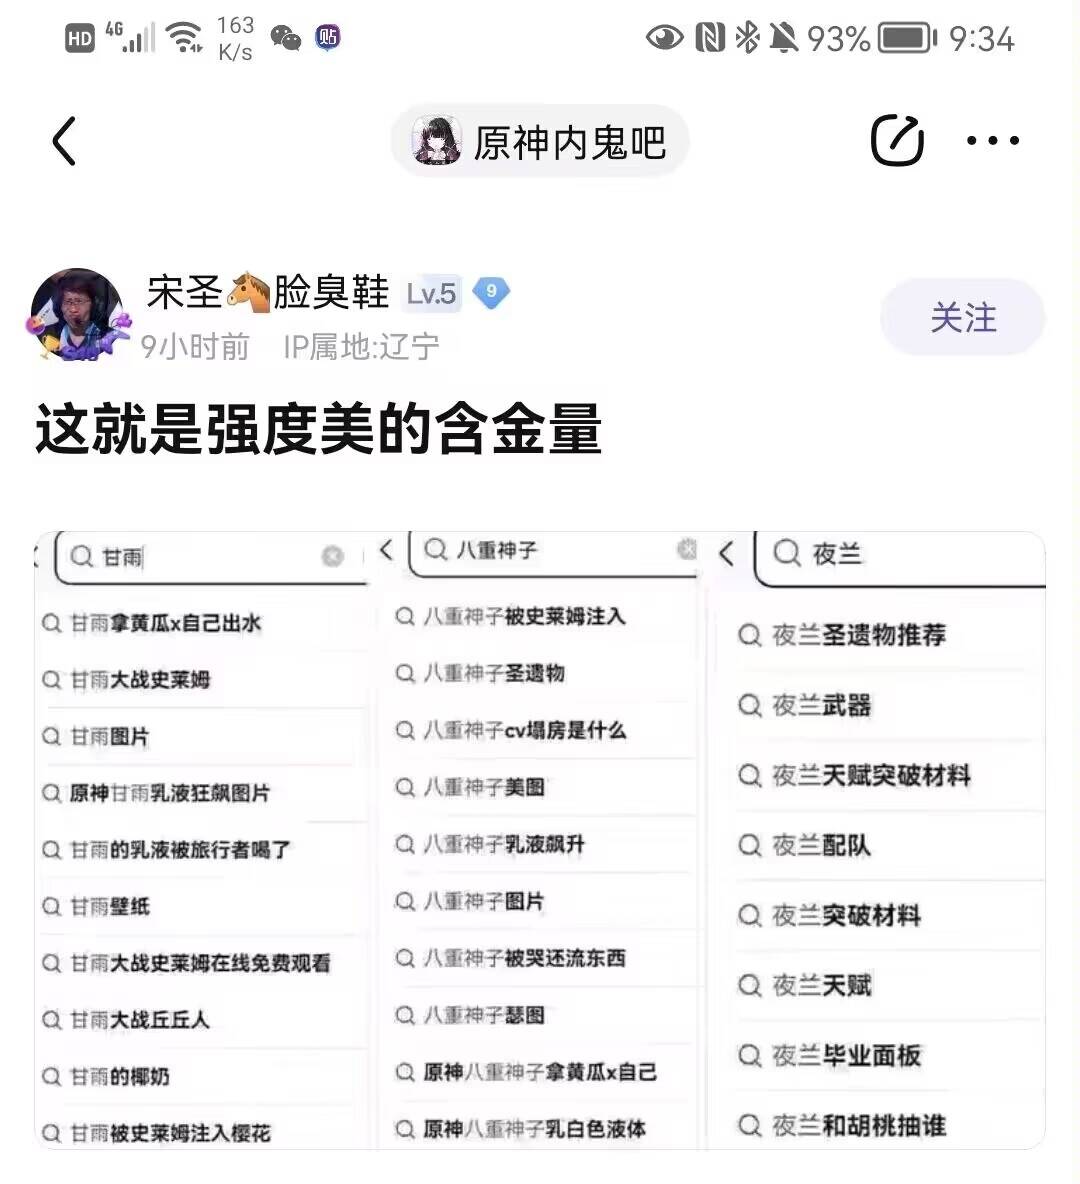 HD 4G 163 K/s 贴 93% 9:34
原神内鬼吧
宋圣🐴脸臭鞋 Lv.5 9
9小时前 IP属地:辽宁
关注
这就是强度美的含金量
甘雨
甘雨拿黄瓜x自己出水
甘雨大战史莱姆
甘雨图片
原神甘雨乳液狂飙图片
甘雨的乳液被旅行者喝了
甘雨壁纸
甘雨大战史莱姆在线免费观看
甘雨大战丘丘人
甘雨的椰奶
甘雨被史莱姆注入樱花
八重神子
八重神子被史莱姆注入
八重神子圣遗物
八重神子cv塌房是什么
八重神子美图
八重神子乳液飙升
八重神子图片
八重神子被哭还流东西
八重神子瑟图
原神八重神子拿黄瓜x自己
原神八重神子乳白色液体
夜兰
夜兰圣遗物推荐
夜兰武器
夜兰天赋突破材料
夜兰配队
夜兰突破材料
夜兰天赋
夜兰毕业面板
夜兰和胡桃抽谁